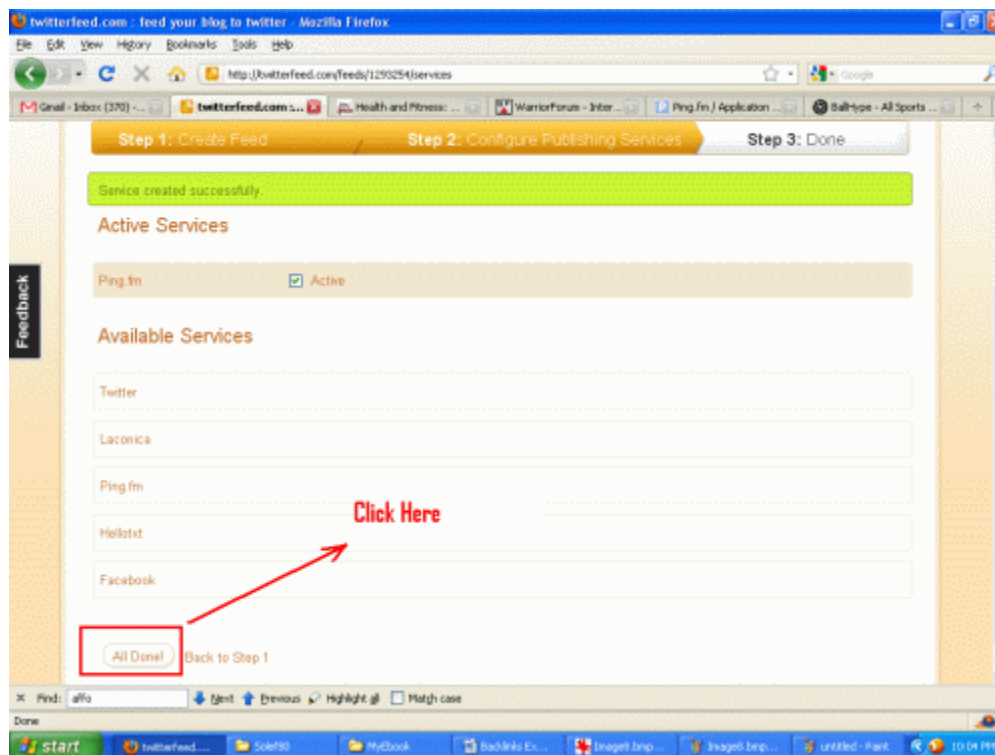 twitterfeed.com : feed your blog to twitter - Mozilla Firefox
File Edit View History Bookmarks Tools Help
http://twitterfeed.com/feeds/1293254/services
Google
Gmail - Inbox (370) -... twitterfeed.com :... Health and Fitness: ... WarriorForum - Inter... Ping.fm / Application ... BallHype - All Sports ...
Step 1: Create Feed Step 2: Configure Publishing Services Step 3: Done
Service created successfully.
Active Services
Ping.fm Active
Feedback
Available Services
Twitter
Laconica
Ping.fm
Click Here
Hellotxt
Facebook
All Done! Back to Step 1
× Find: affo Next Previous Highlight all Match case
Done
start twitterfeed.... MyEbook Backlinks Ex... Image8.bmp... Image8.bmp... untitled - Paint 10:04 PM